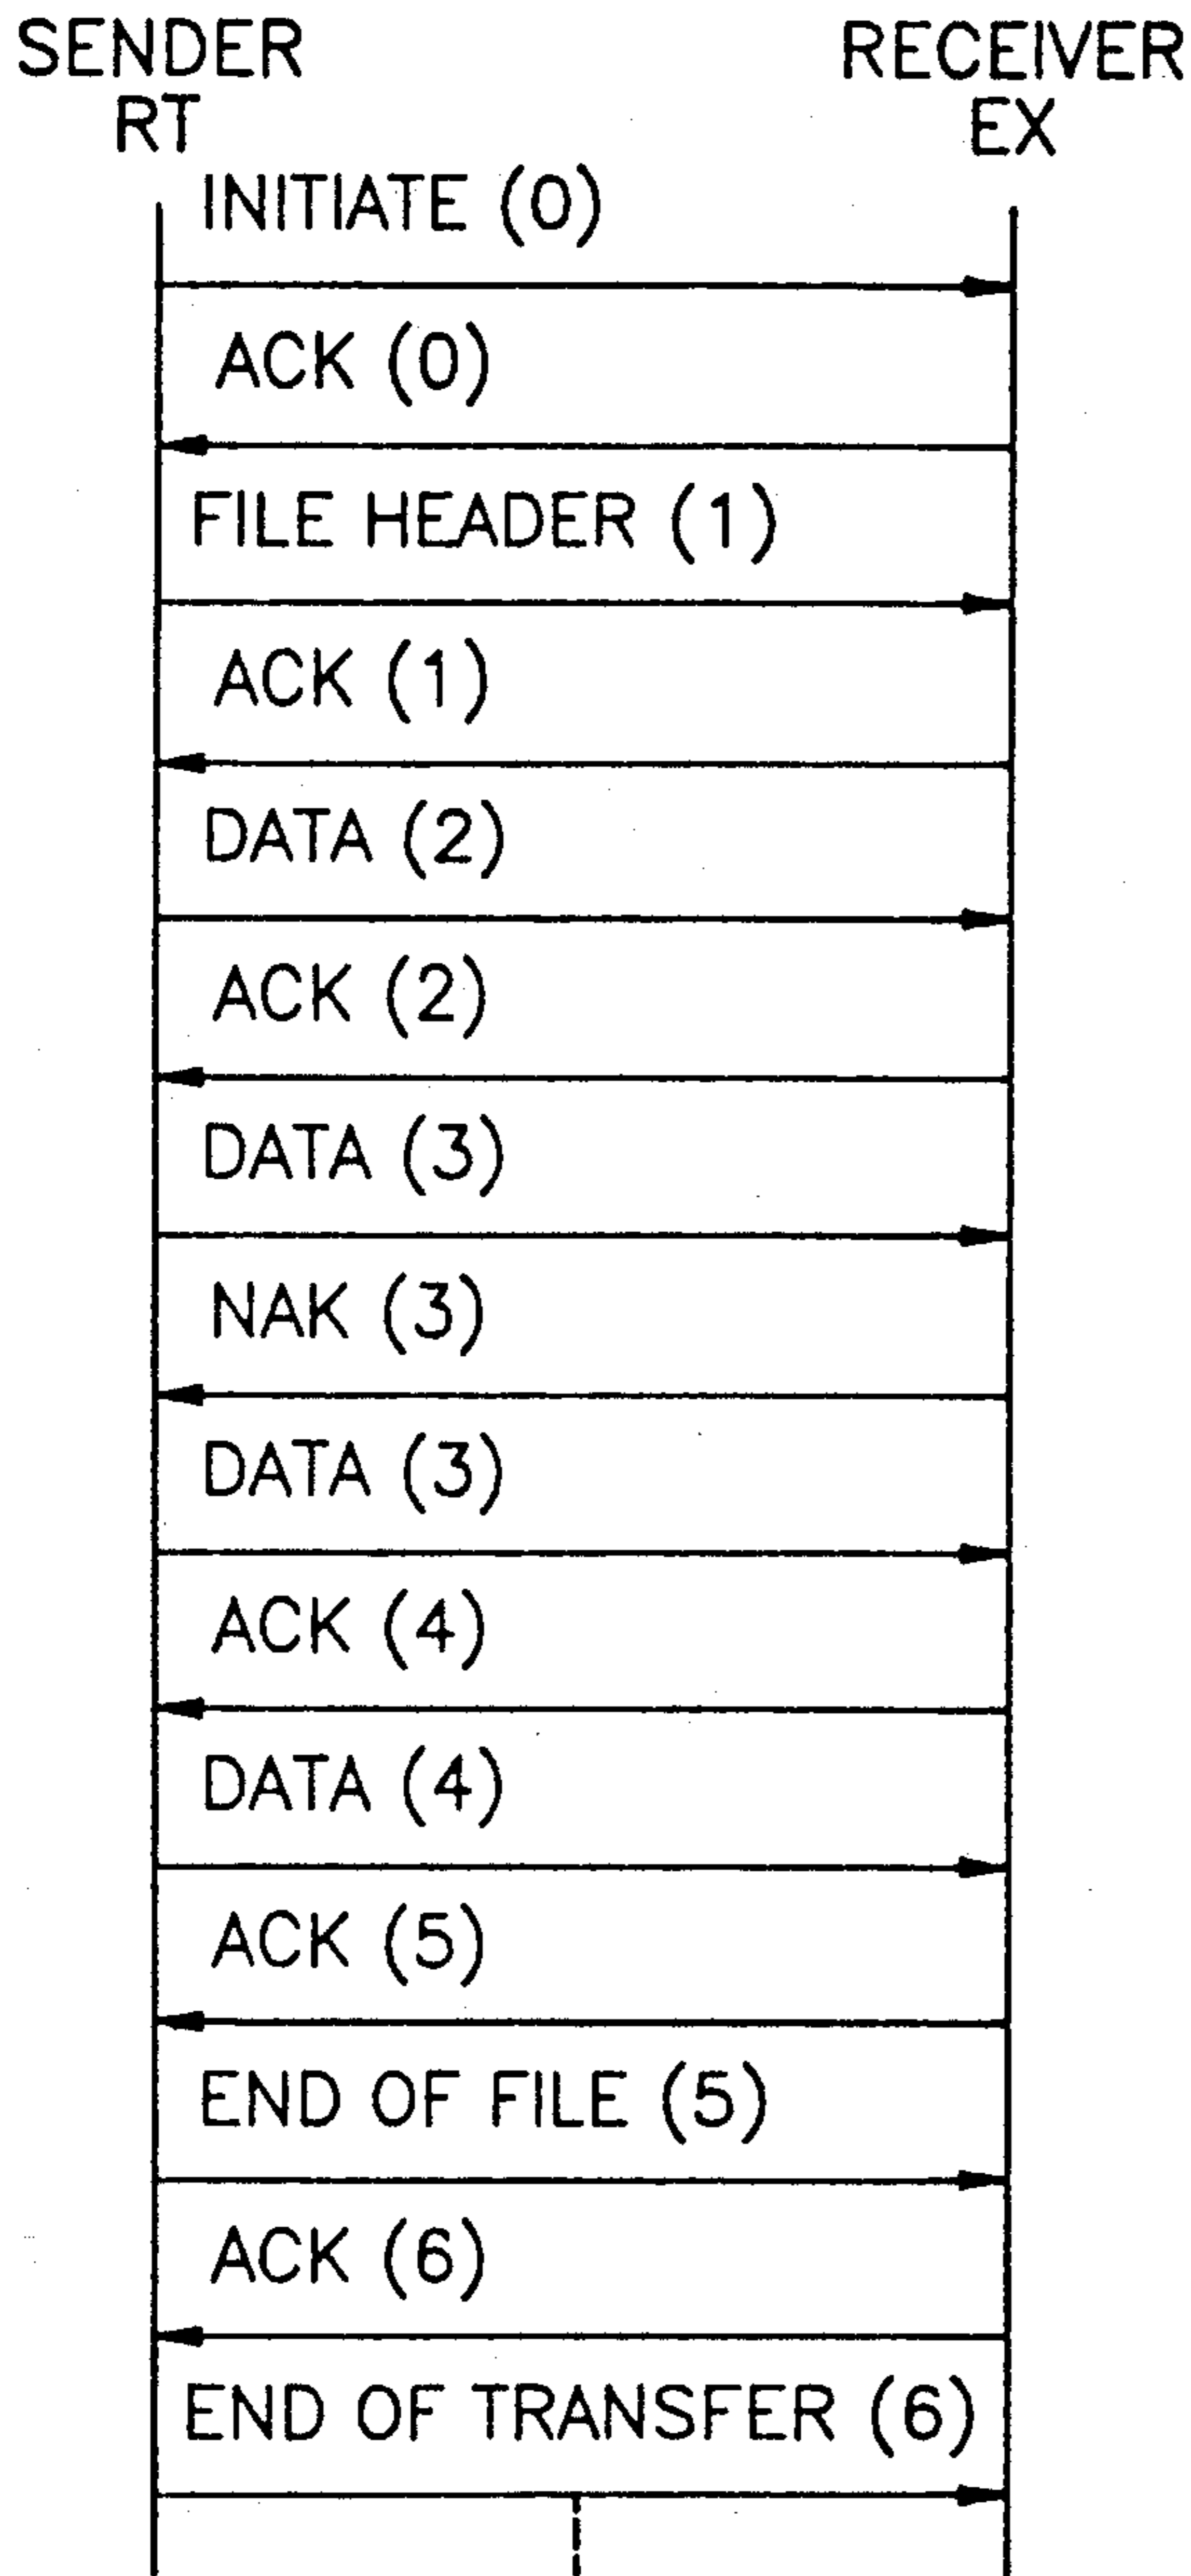 SENDER RECEIVER
RT EX
INITIATE (0)
ACK (0)
FILE HEADER (1)
ACK (1)
DATA (2)
ACK (2)
DATA (3)
NAK (3)
DATA (3)
ACK (4)
DATA (4)
ACK (5)
END OF FILE (5)
ACK (6)
END OF TRANSFER (6)